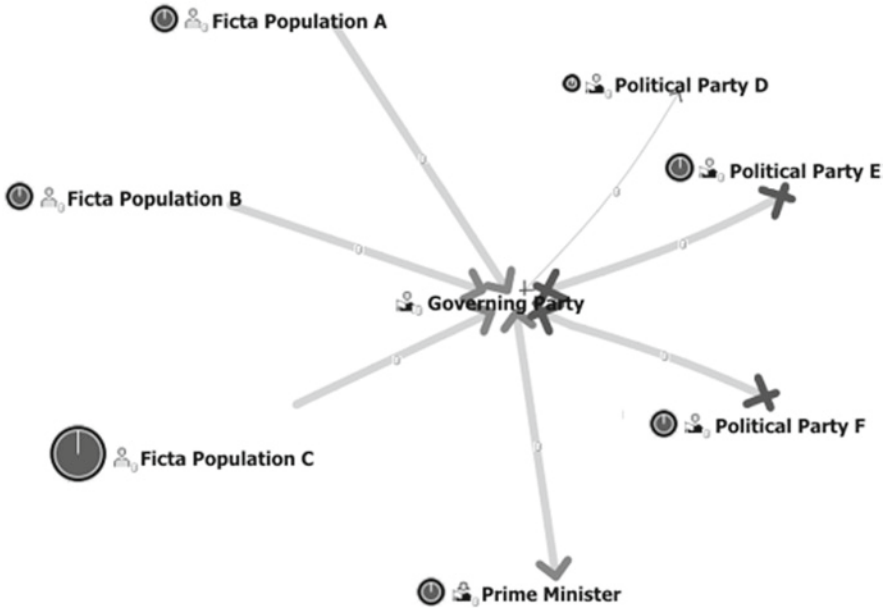 Ficta Population A
Political Party D
Political Party E
Ficta Population B
Governing Party
Political Party F
Ficta Population C
Prime Minister